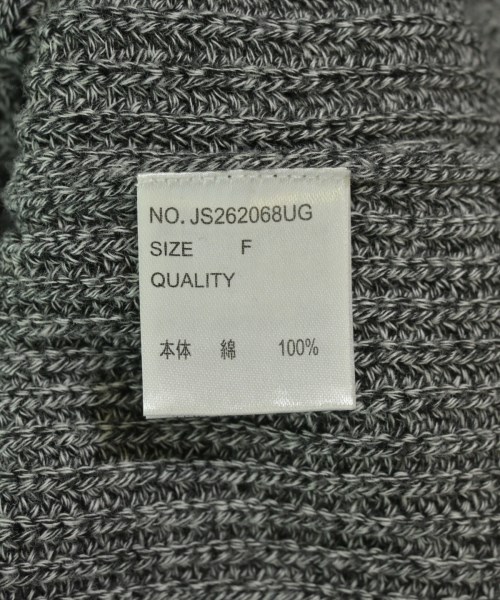 NO. JS262068UG
SIZE F
QUALITY
本体 綿 100%